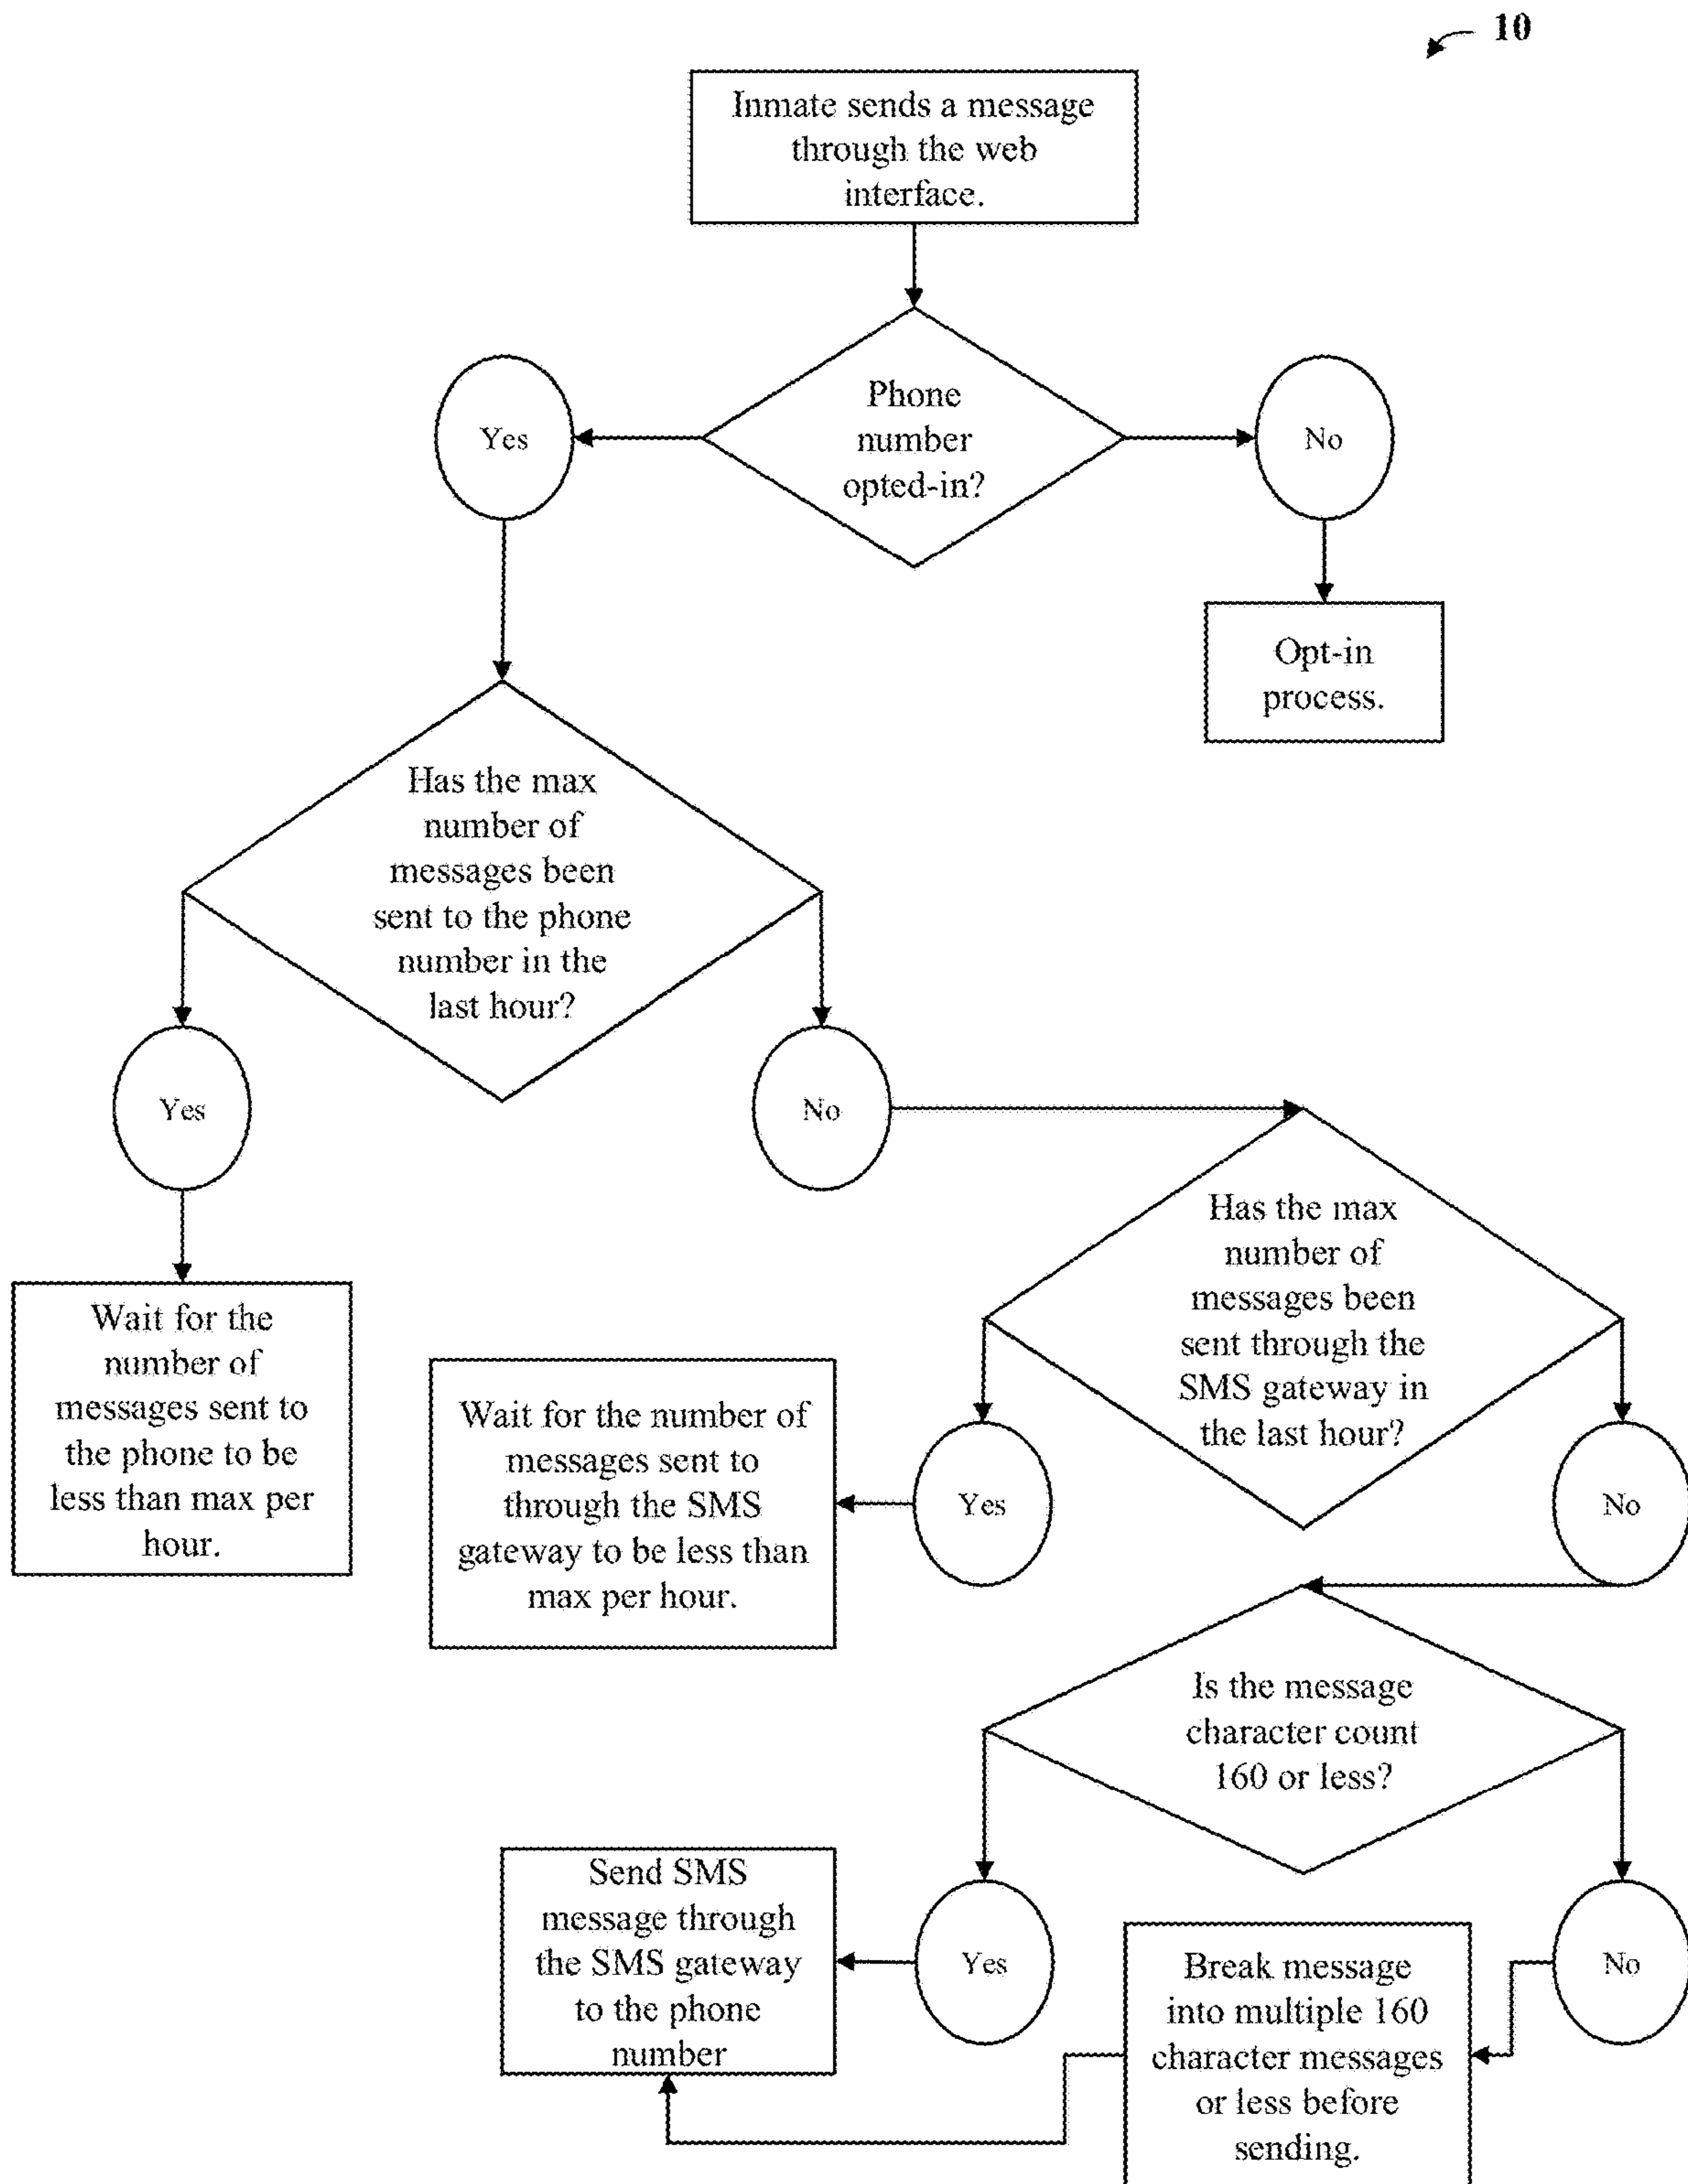 10
Inmate sends a message
through the web
interface.
Phone
number
opted-in?
Yes
No
Opt-in
process.
Has the max
number of
messages been
sent to the phone
number in the
last hour?
Yes
No
Wait for the
number of
messages sent to
the phone to be
less than max per
hour.
Has the max
number of
messages been
sent through the
SMS gateway in
the last hour?
Yes
No
Wait for the number of
messages sent to
through the SMS
gateway to be less than
max per hour.
Is the message
character count
160 or less?
Yes
No
Send SMS
message through
the SMS gateway
to the phone
number
Break message
into multiple 160
character messages
or less before
sending.